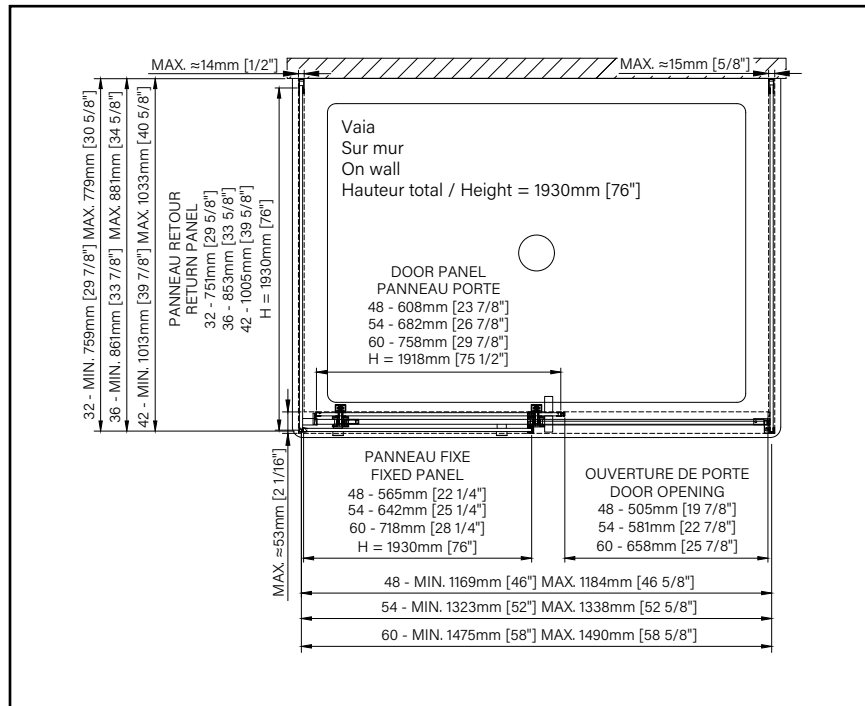 MAX. ≈14mm [1/2"]
MAX. ≈15mm [5/8"]
32 - MIN. 759mm [29 7/8"] MAX. 779mm [30 5/8"]
36 - MIN. 861mm [33 7/8"] MAX. 881mm [34 5/8"]
42 - MIN. 1013mm [39 7/8"] MAX. 1033mm [40 5/8"]
PANNEAU RETOUR
RETURN PANEL
32 - 751mm [29 5/8"]
36 - 853mm [33 5/8"]
42 - 1005mm [39 5/8"]
H = 1930mm [76"]
Vaia
Sur mur
On wall
Hauteur total / Height = 1930mm [76"]
DOOR PANEL
PANNEAU PORTE
48 - 608mm [23 7/8"]
54 - 682mm [26 7/8"]
60 - 758mm [29 7/8"]
H = 1918mm [75 1/2"]
MAX. ≈53mm [2 1/16"]
PANNEAU FIXE
FIXED PANEL
48 - 565mm [22 1/4"]
54 - 642mm [25 1/4"]
60 - 718mm [28 1/4"]
H = 1930mm [76"]
OUVERTURE DE PORTE
DOOR OPENING
48 - 505mm [19 7/8"]
54 - 581mm [22 7/8"]
60 - 658mm [25 7/8"]
48 - MIN. 1169mm [46"] MAX. 1184mm [46 5/8"]
54 - MIN. 1323mm [52"] MAX. 1338mm [52 5/8"]
60 - MIN. 1475mm [58"] MAX. 1490mm [58 5/8"]